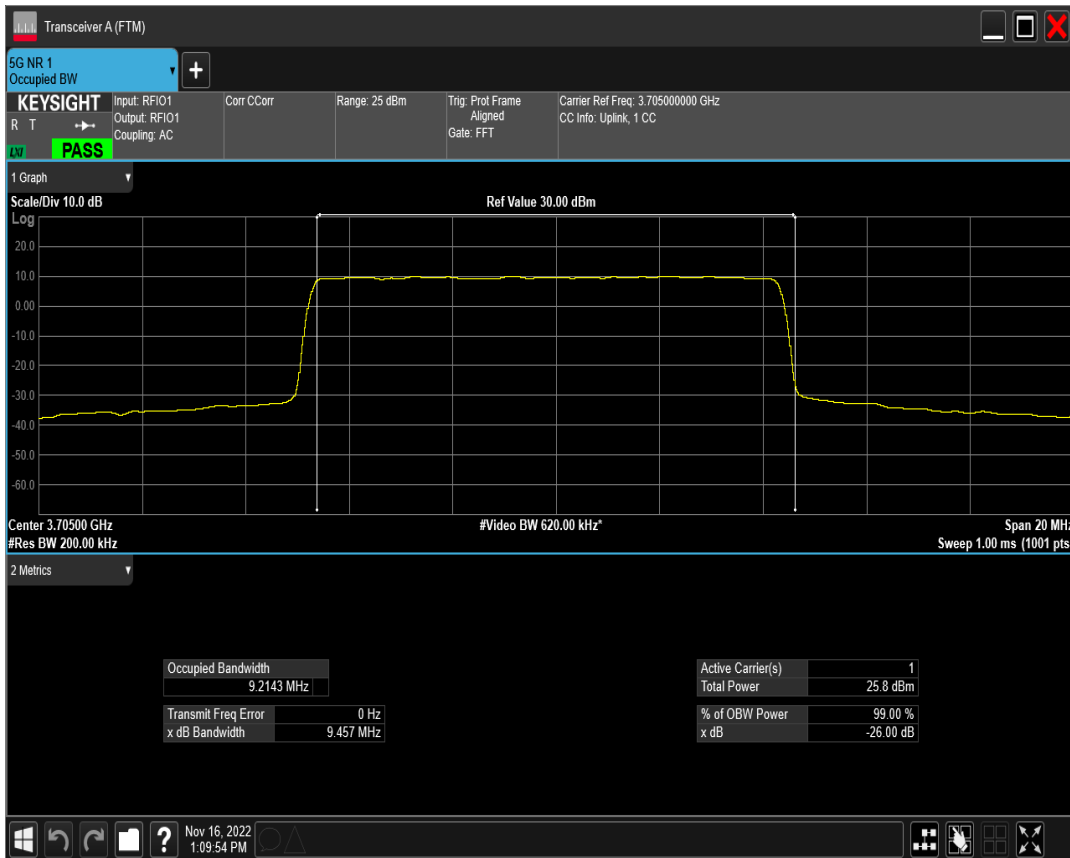 Transceiver A (FTM)
5G NR 1
Occupied BW
+
KEYSIGHT
R T
LXI
PASS
Input: RFIO1
Output: RFIO1
Coupling: AC
Corr CCorr
Range: 25 dBm
Trig: Prot Frame
Aligned
Gate: FFT
Carrier Ref Freq: 3.705000000 GHz
CC Info: Uplink, 1 CC
1 Graph
Scale/Div 10.0 dB
Ref Value 30.00 dBm
Log
20.0
10.0
0.00
-10.0
-20.0
-30.0
-40.0
-50.0
-60.0
Center 3.70500 GHz
#Video BW 620.00 kHz*
Span 20 MHz
#Res BW 200.00 kHz
Sweep 1.00 ms (1001 pts
2 Metrics
Occupied Bandwidth
9.2143 MHz
Transmit Freq Error 0 Hz
x dB Bandwidth 9.457 MHz
Active Carrier(s) 1
Total Power 25.8 dBm
% of OBW Power 99.00 %
x dB -26.00 dB
?
Nov 16, 2022
1:09:54 PM